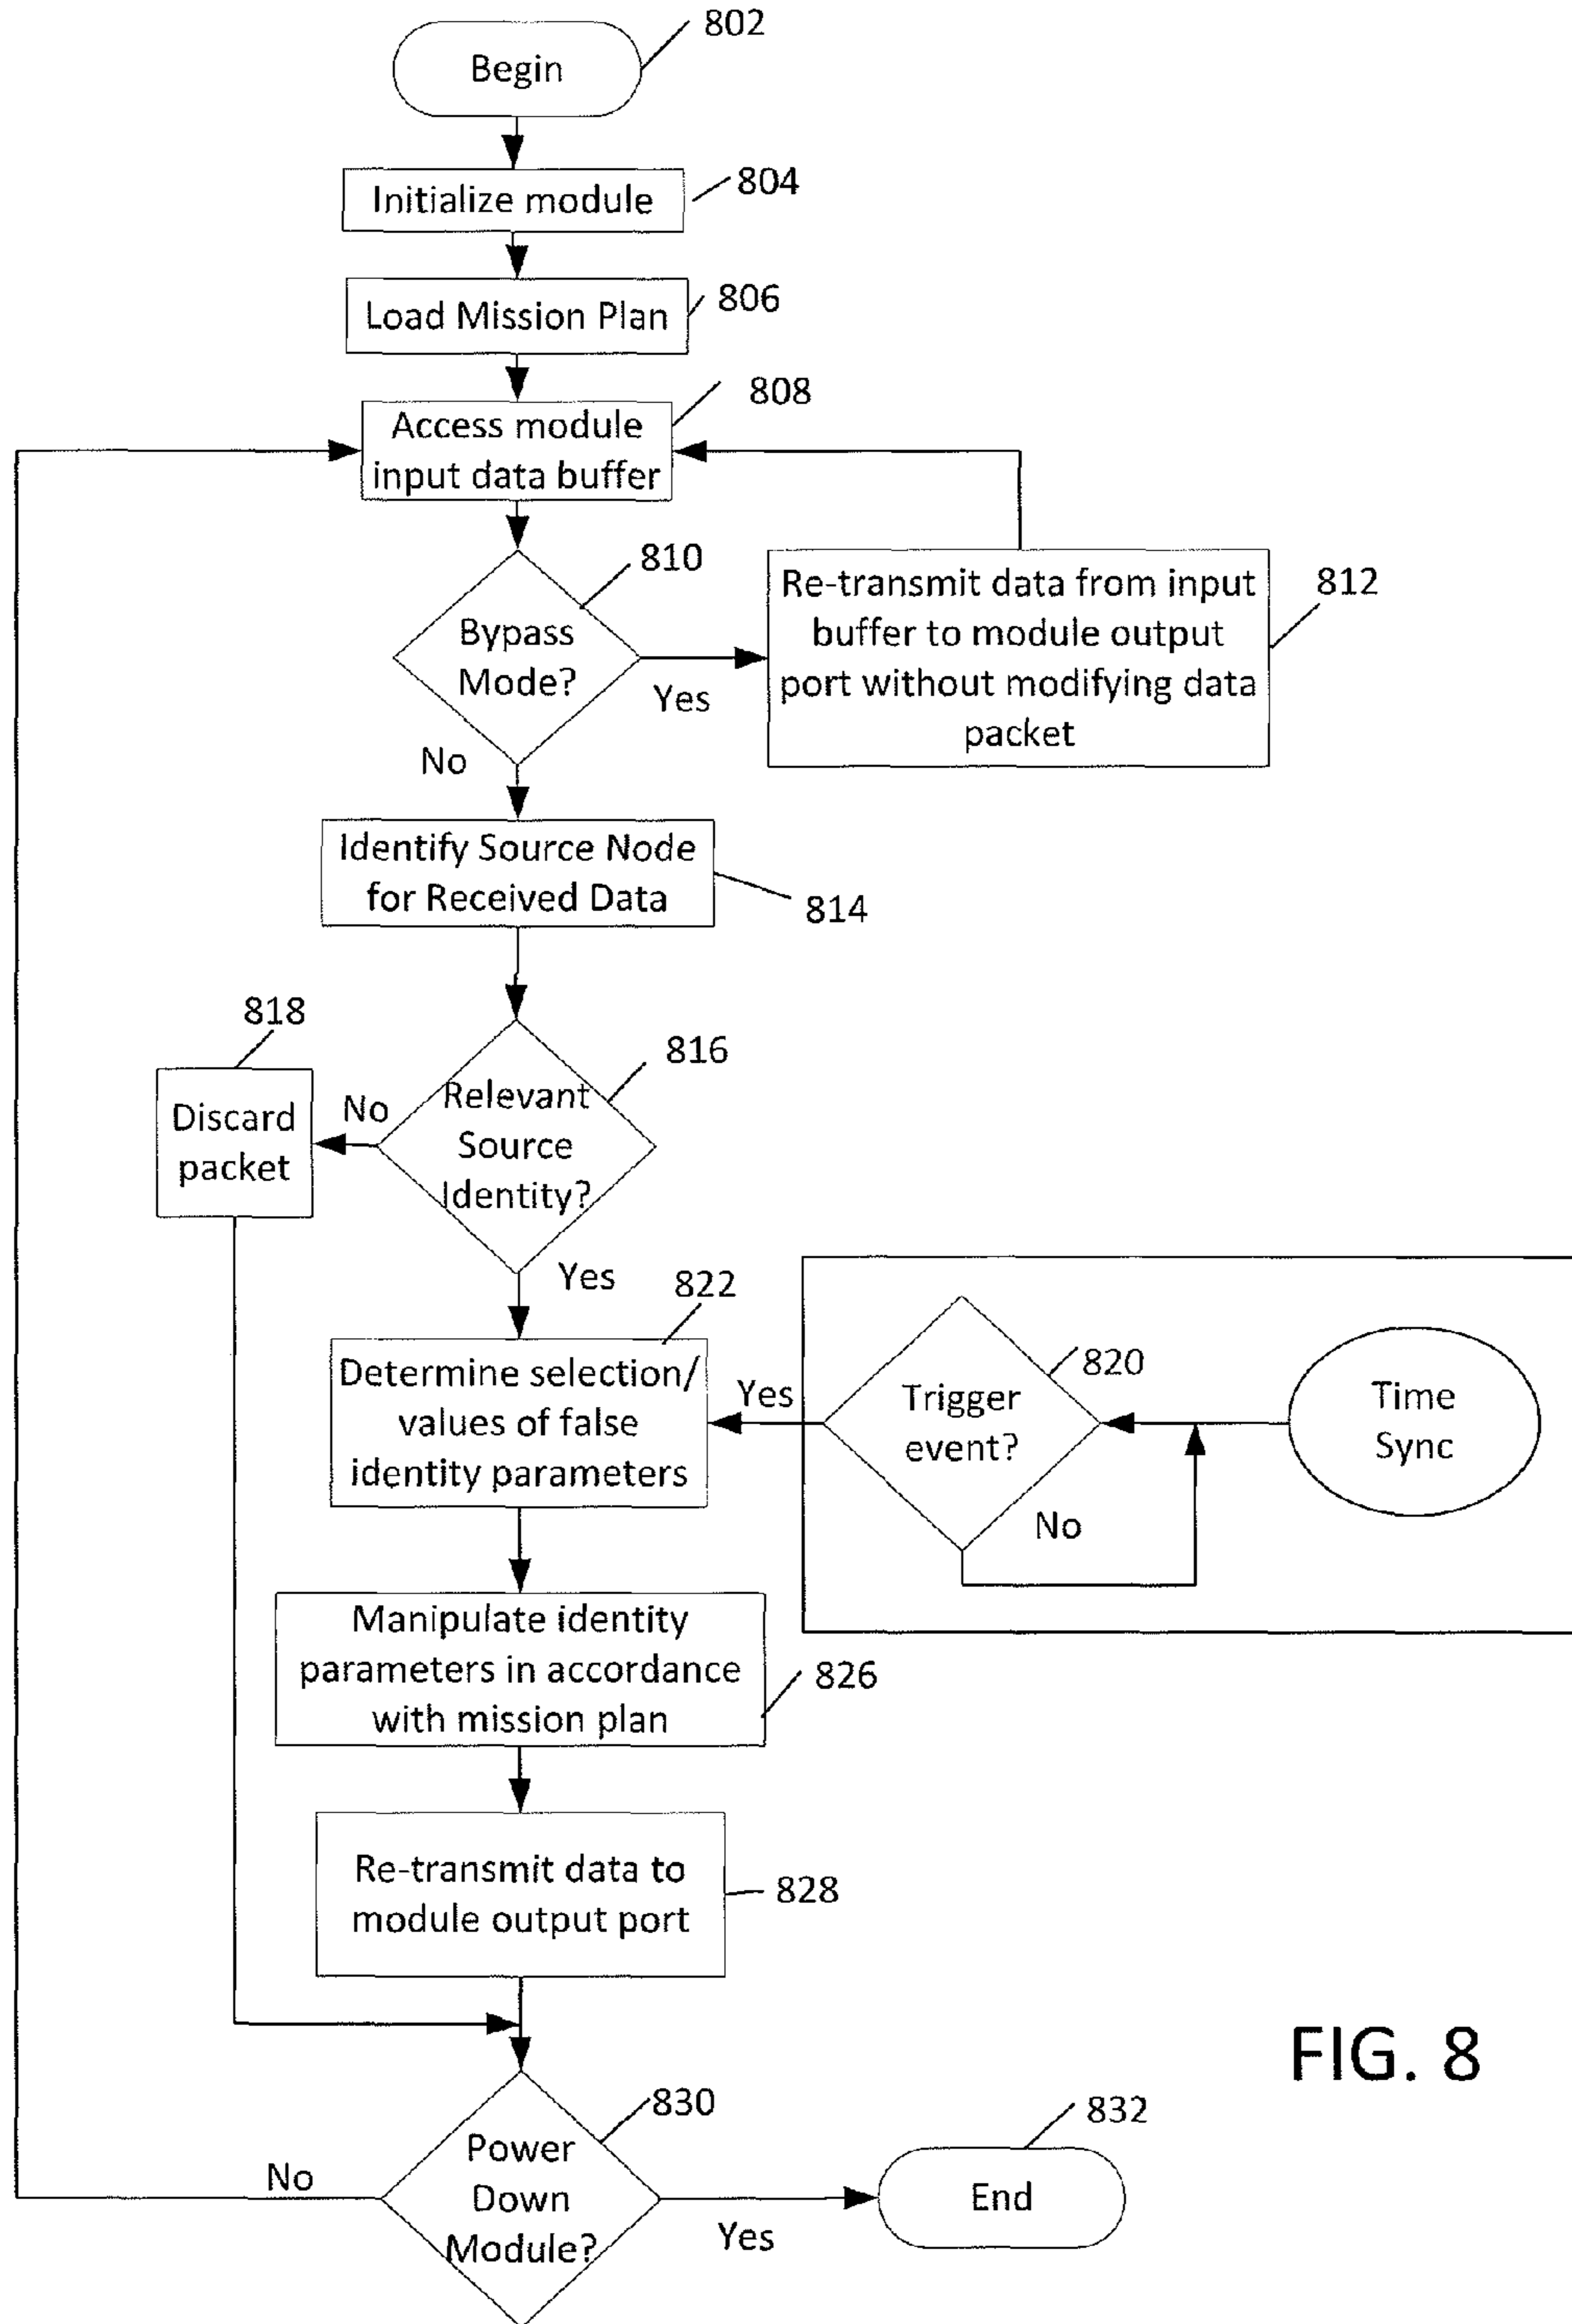 802
Begin
804
Initialize module
806
Load Mission Plan
808
Access module
input data buffer
810
Bypass
Mode?
Yes
No
Re-transmit data from input
buffer to module output
port without modifying data
packet
812
Identify Source Node
for Received Data
814
818
Discard
packet
No
816
Relevant
Source
Identity?
Yes
822
Determine selection/
values of false
identity parameters
Yes
820
Trigger
event?
No
Time
Sync
Manipulate identity
parameters in accordance
with mission plan
826
Re-transmit data to
module output port
828
830
Power
Down
Module?
No
Yes
832
End
FIG. 8